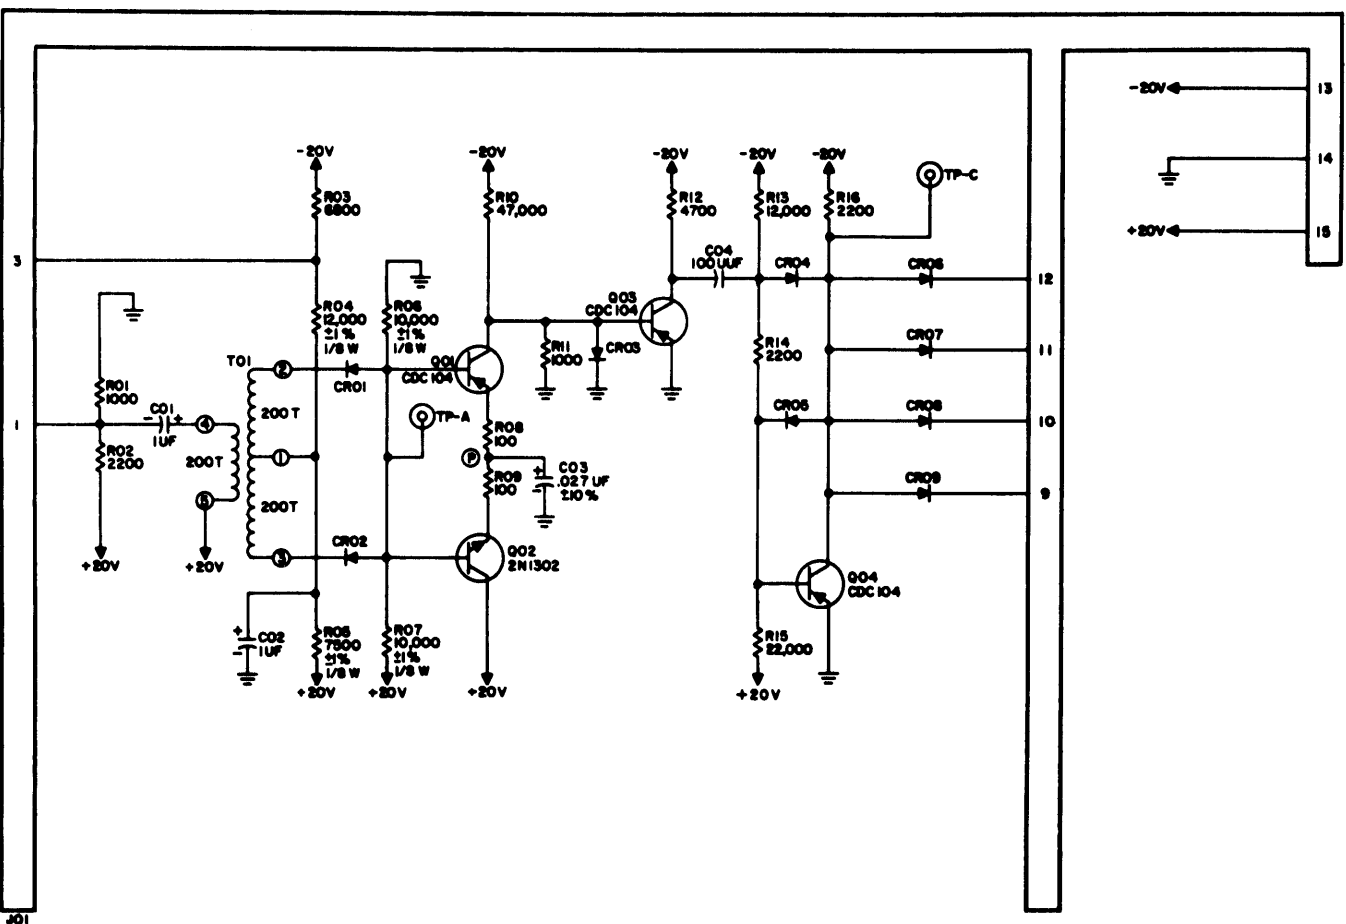 -20V
13
14
+20V
15
-20V
-20V
-20V
-20V
-20V
TP-C
R03
6800
R10
47,000
R12
4700
R13
12,000
R16
2200
3
C04
100 UUF
CR04
CR06
12
R04
12,000
±1%
1/8 W
R06
10,000
±1%
1/8 W
Q03
CDC 104
R11
1000
CR03
R14
2200
CR07
11
T01
2
CR01
Q01
CDC 104
R01
1000
C01
- +
1UF
4
200 T
TP-A
R08
100
CR05
CR08
10
1
R02
2200
200T
1
P
C03
.027 UF
±10%
+
-
R09
100
CR09
9
5
200T
3
CR02
Q02
2N1302
+20V
+20V
Q04
CDC 104
+
-
C02
1UF
R05
7500
±1%
1/8 W
R07
10,000
±1%
1/8 W
R15
22,000
+20V
+20V
+20V
+20V
J01